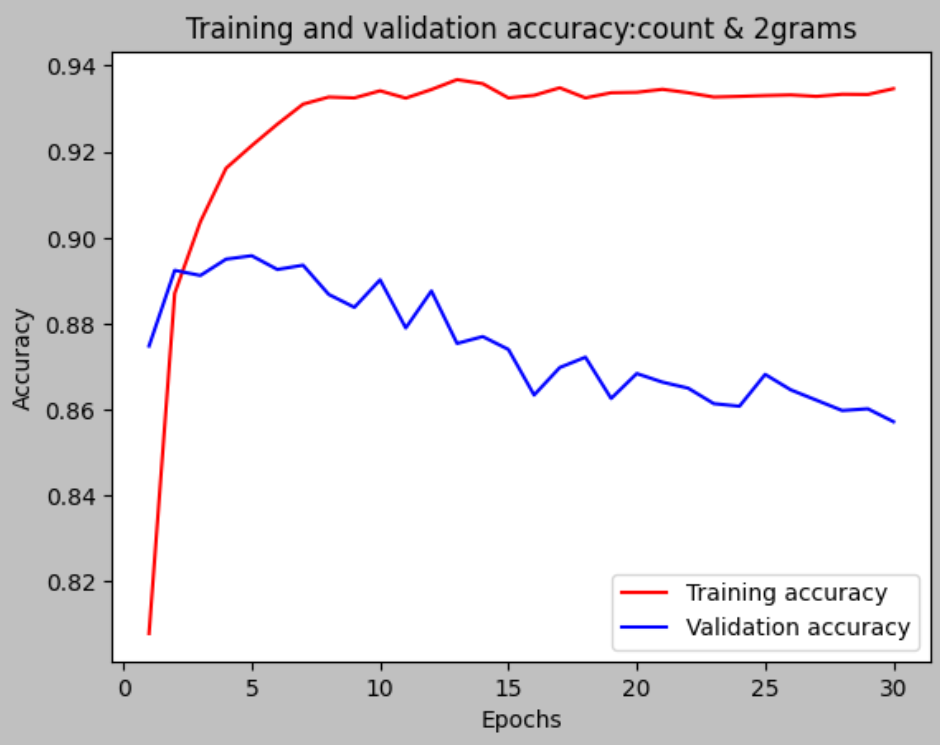 Training and validation accuracy:count & 2grams
0.94
0.92
0.90
0.88
0.86
0.84
0.82
Accuracy
0 5 10 15 20 25 30
Epochs
Training accuracy
Validation accuracy